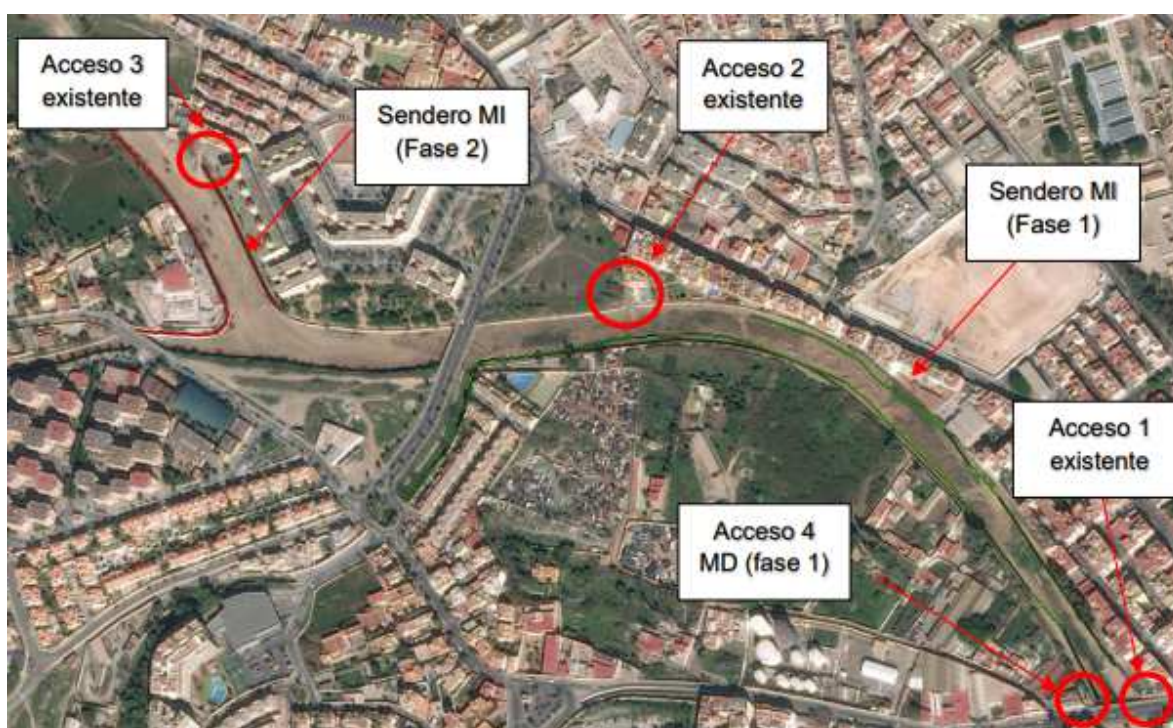 Acceso 3
existente
Sendero MI
(Fase 2)
Acceso 2
existente
Sendero MI
(Fase 1)
Acceso 1
existente
Acceso 4
MD (fase 1)